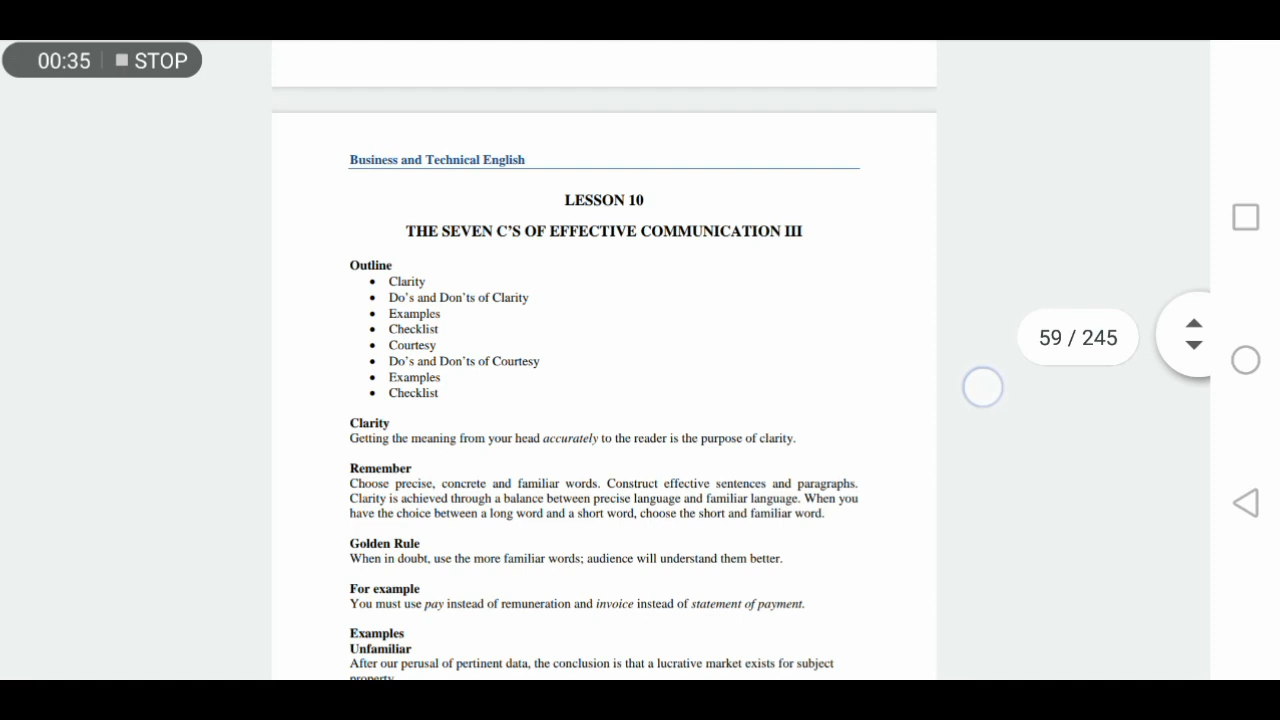 00:35 STOP
Business and Technical English
LESSON 10
THE SEVEN C'S OF EFFECTIVE COMMUNICATION III
Outline
• Clarity
• Do's and Don'ts of Clarity
• Examples
• Checklist
• Courtesy
• Do's and Don'ts of Courtesy
• Examples
• Checklist
59 / 245
Clarity
Getting the meaning from your head accurately to the reader is the purpose of clarity.
Remember
Choose precise, concrete and familiar words. Construct effective sentences and paragraphs.
Clarity is achieved through a balance between precise language and familiar language. When you
have the choice between a long word and a short word, choose the short and familiar word.
Golden Rule
When in doubt, use the more familiar words; audience will understand them better.
For example
You must use pay instead of remuneration and invoice instead of statement of payment.
Examples
Unfamiliar
After our perusal of pertinent data, the conclusion is that a lucrative market exists for subject
property.